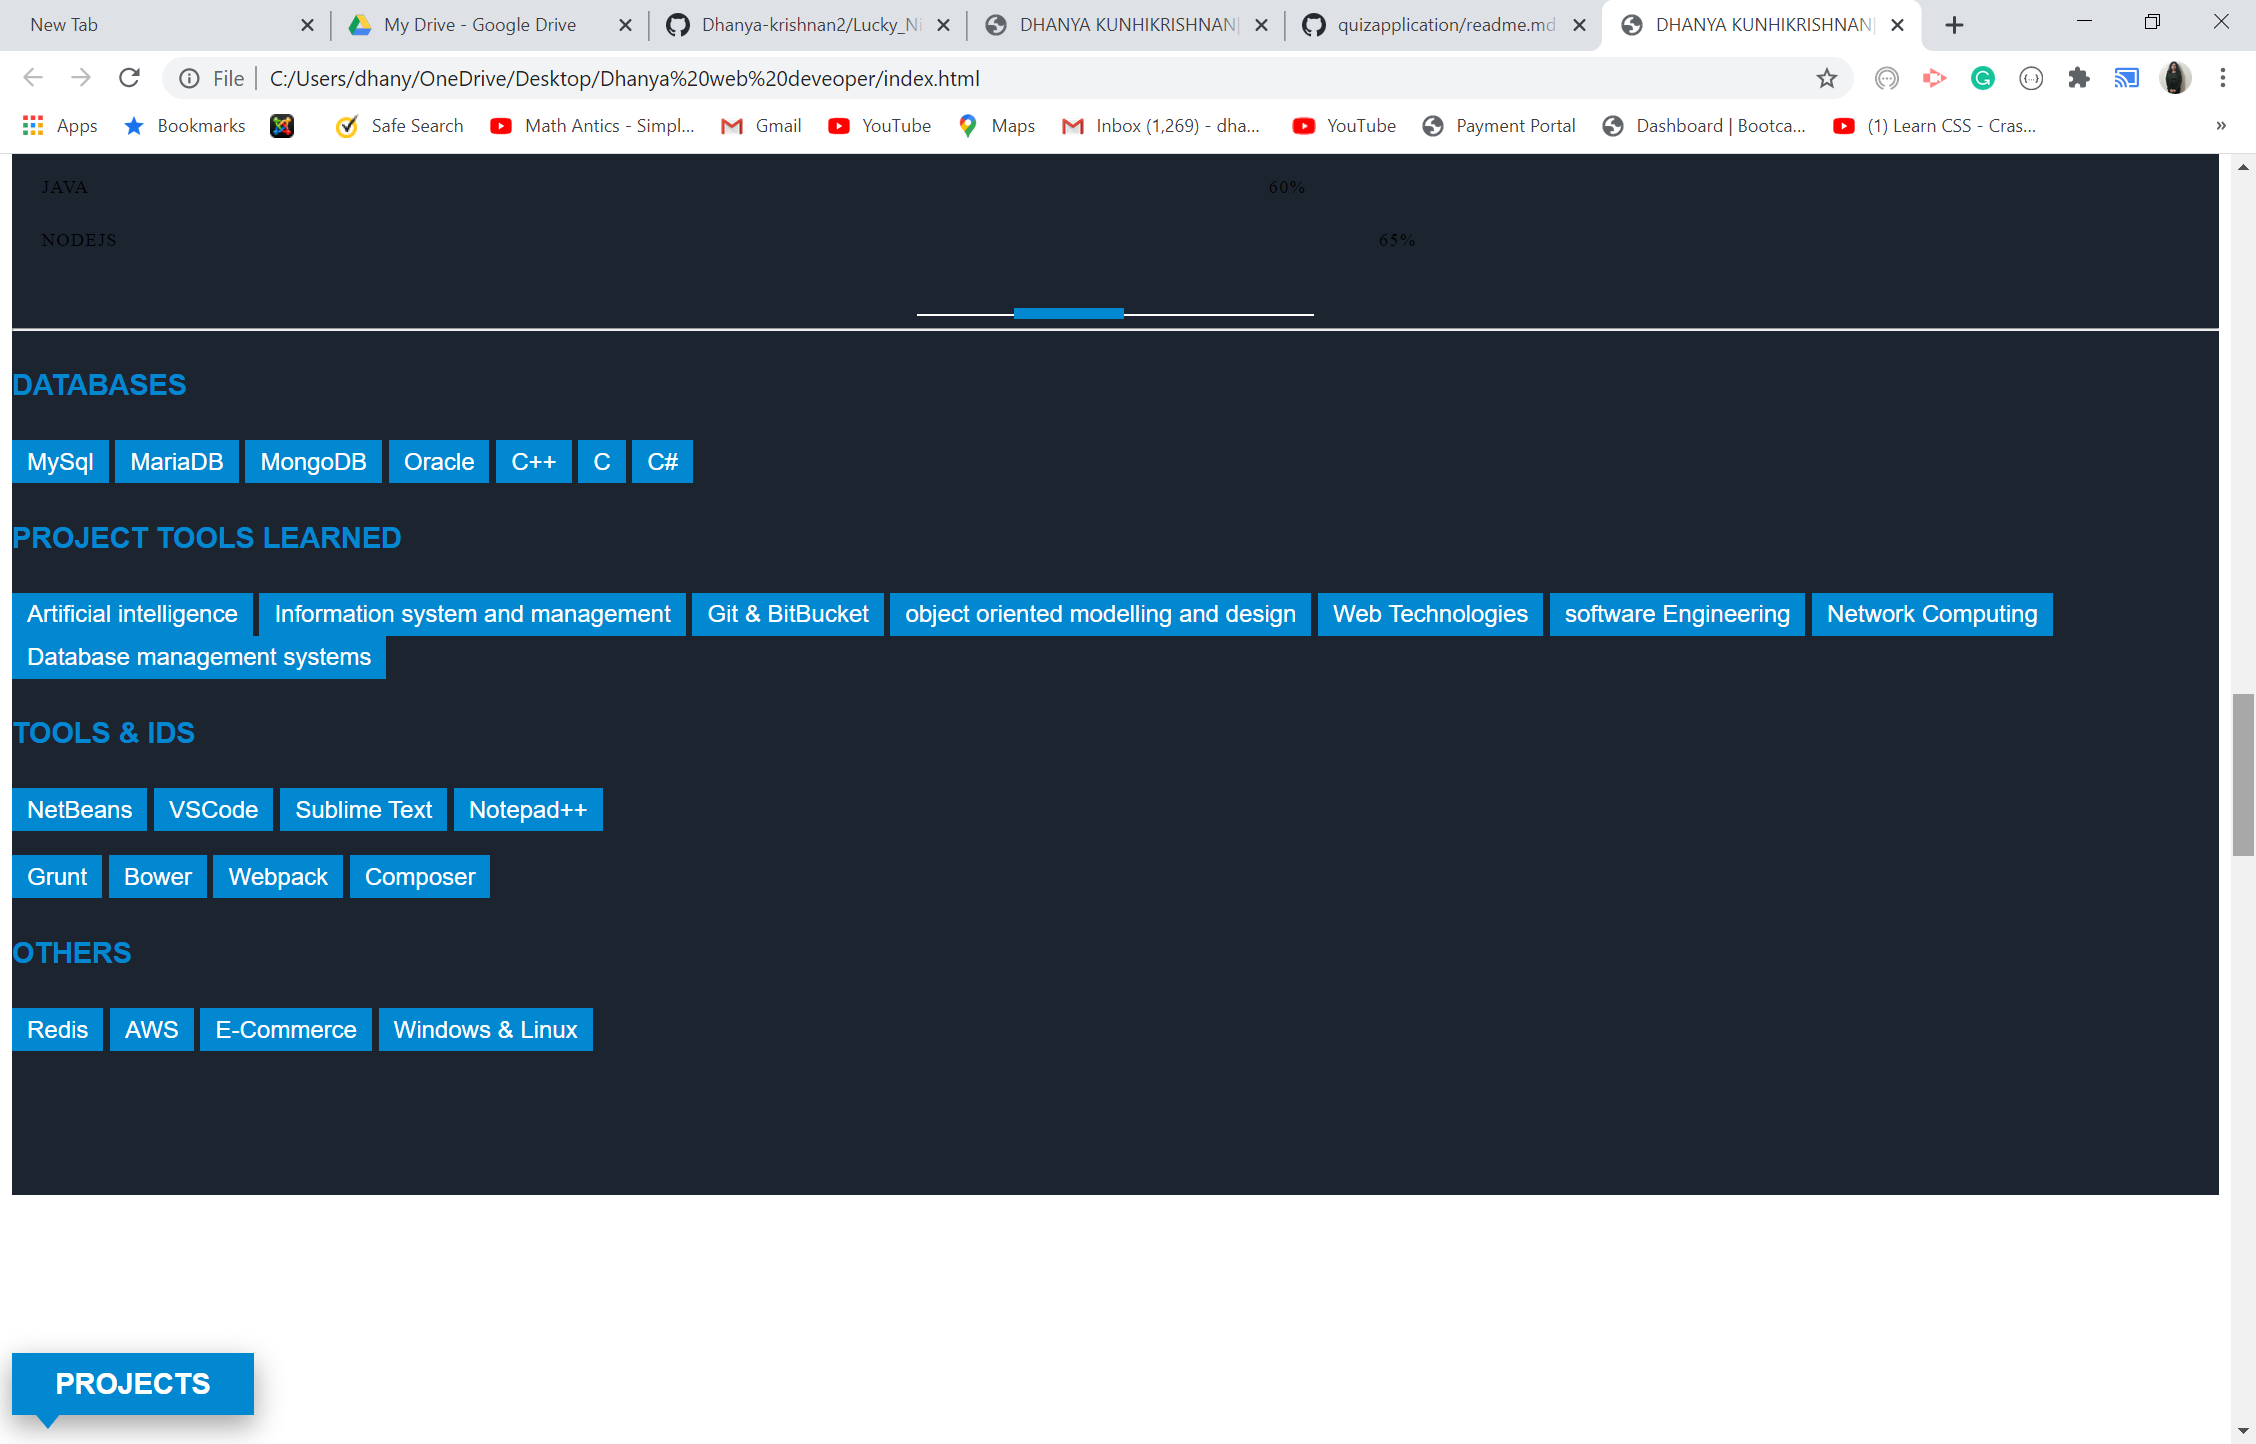 New Tab
My Drive - Google Drive
Dhanya-krishnan2/Lucky_Ni
DHANYA KUNHIKRISHNAN|
quizapplication/readme.md
DHANYA KUNHIKRISHNAN|
File
C:/Users/dhany/OneDrive/Desktop/Dhanya%20web%20deveoper/index.html
Apps
Bookmarks
Safe Search
Math Antics - Simpl...
Gmail
YouTube
Maps
Inbox (1,269) - dha...
YouTube
Payment Portal
Dashboard | Bootca...
(1) Learn CSS - Cras...
»
JAVA 60%
NODEJS 65%
DATABASES
MySql MariaDB MongoDB Oracle C++ C C#
PROJECT TOOLS LEARNED
Artificial intelligence Information system and management Git & BitBucket object oriented modelling and design Web Technologies software Engineering Network Computing
Database management systems
TOOLS & IDS
NetBeans VSCode Sublime Text Notepad++
Grunt Bower Webpack Composer
OTHERS
Redis AWS E-Commerce Windows & Linux
PROJECTS